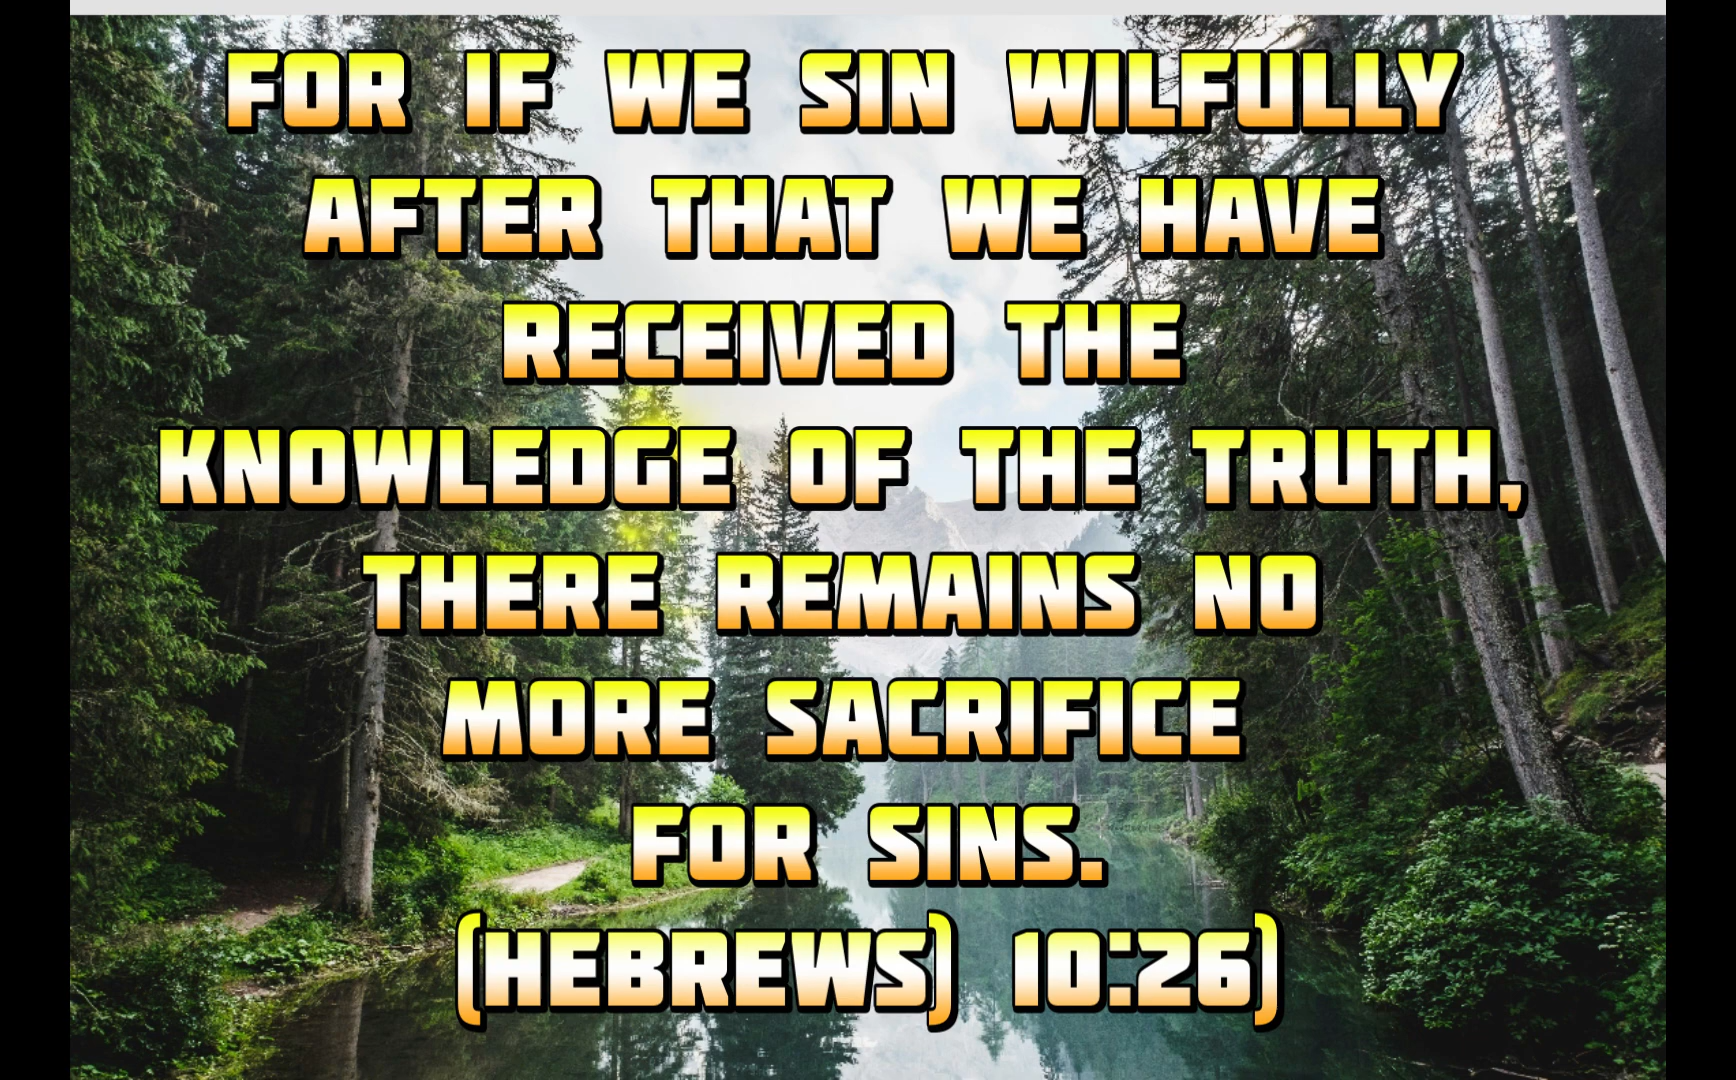 FOR IF WE SIN WILFULLY
AFTER THAT WE HAVE
RECEIVED THE
KNOWLEDGE OF THE TRUTH,
THERE REMAINS NO
MORE SACRIFICE
FOR SINS.
(HEBREWS) 10:26)